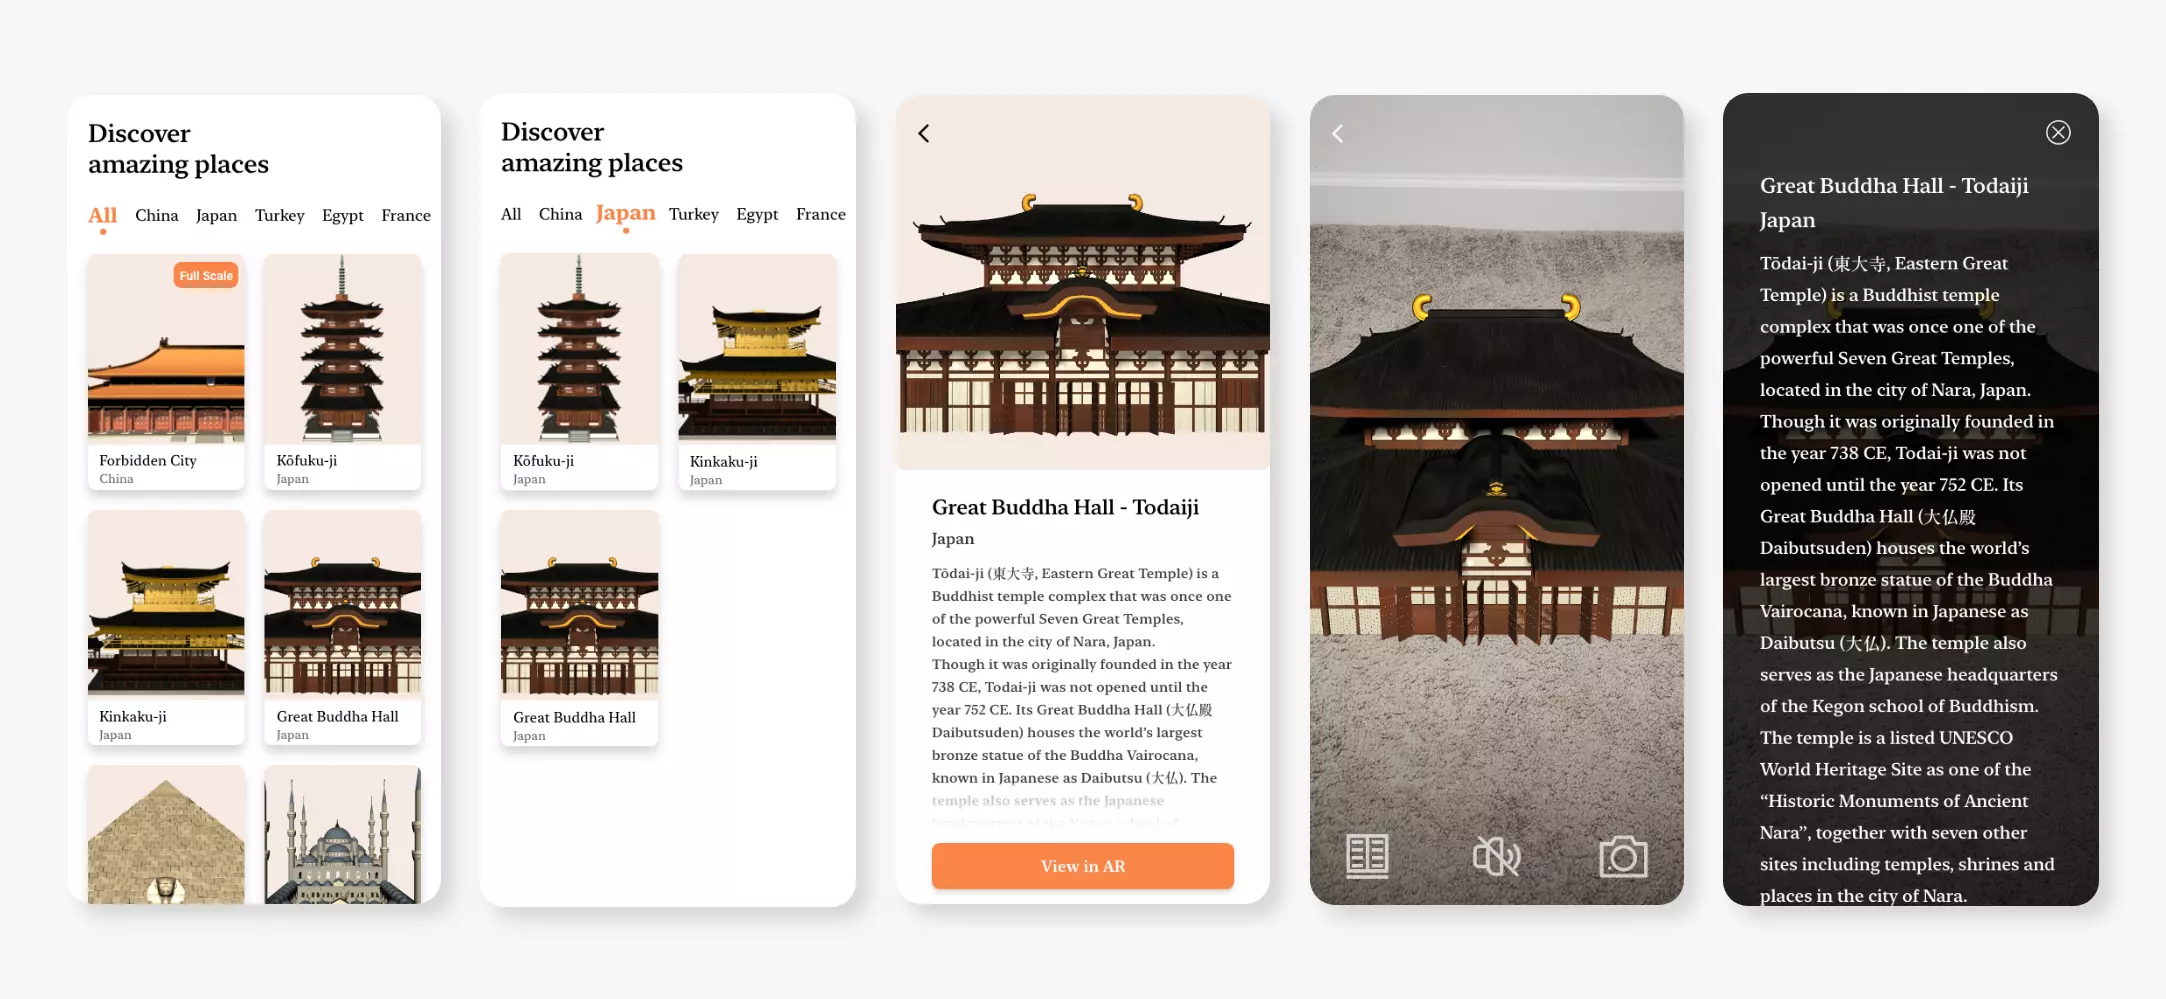 Discover
amazing places
All China Japan Turkey Egypt France
Full Scale
Forbidden City
China
Kōfuku-ji
Japan
Kinkaku-ji
Japan
Great Buddha Hall
Japan
Discover
amazing places
All China Japan Turkey Egypt France
Kōfuku-ji
Japan
Kinkaku-ji
Japan
Great Buddha Hall
Japan
Great Buddha Hall - Todaiji
Japan
Tōdai-ji (東大寺, Eastern Great Temple) is a
Buddhist temple complex that was once one
of the powerful Seven Great Temples,
located in the city of Nara, Japan.
Though it was originally founded in the year
738 CE, Todai-ji was not opened until the
year 752 CE. Its Great Buddha Hall (大仏殿
Daibutsuden) houses the world’s largest
bronze statue of the Buddha Vairocana,
known in Japanese as Daibutsu (大仏). The
temple also serves as the Japanese
headquarters of the Kegon school of
View in AR
Great Buddha Hall - Todaiji
Japan
Tōdai-ji (東大寺, Eastern Great
Temple) is a Buddhist temple
complex that was once one of the
powerful Seven Great Temples,
located in the city of Nara, Japan.
Though it was originally founded in
the year 738 CE, Todai-ji was not
opened until the year 752 CE. Its
Great Buddha Hall (大仏殿
Daibutsuden) houses the world’s
largest bronze statue of the Buddha
Vairocana, known in Japanese as
Daibutsu (大仏). The temple also
serves as the Japanese headquarters
of the Kegon school of Buddhism.
The temple is a listed UNESCO
World Heritage Site as one of the
“Historic Monuments of Ancient
Nara”, together with seven other
sites including temples, shrines and
places in the city of Nara.